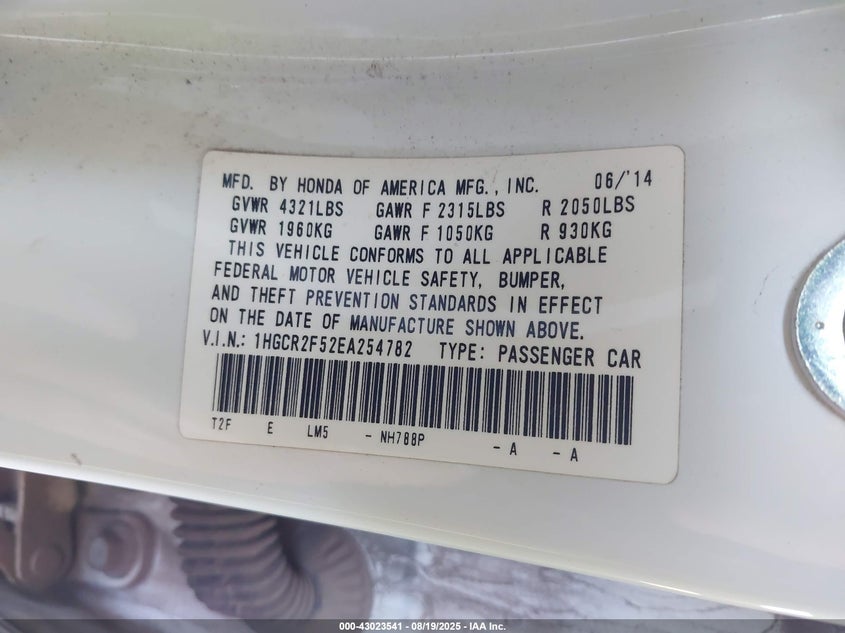 MFD. BY HONDA OF AMERICA MFG., INC. 06/'14
GVWR 4321LBS GAWR F 2315LBS R 2050LBS
GVWR 1960KG GAWR F 1050KG R 930KG
THIS VEHICLE CONFORMS TO ALL APPLICABLE
FEDERAL MOTOR VEHICLE SAFETY, BUMPER,
AND THEFT PREVENTION STANDARDS IN EFFECT
ON THE DATE OF MANUFACTURE SHOWN ABOVE.
V.I.N.: 1HGCR2F52EA254782 TYPE: PASSENGER CAR
T2F E LM5 - NH788P - A - A
000-43023541 - 08/19/2025 - IAA Inc.